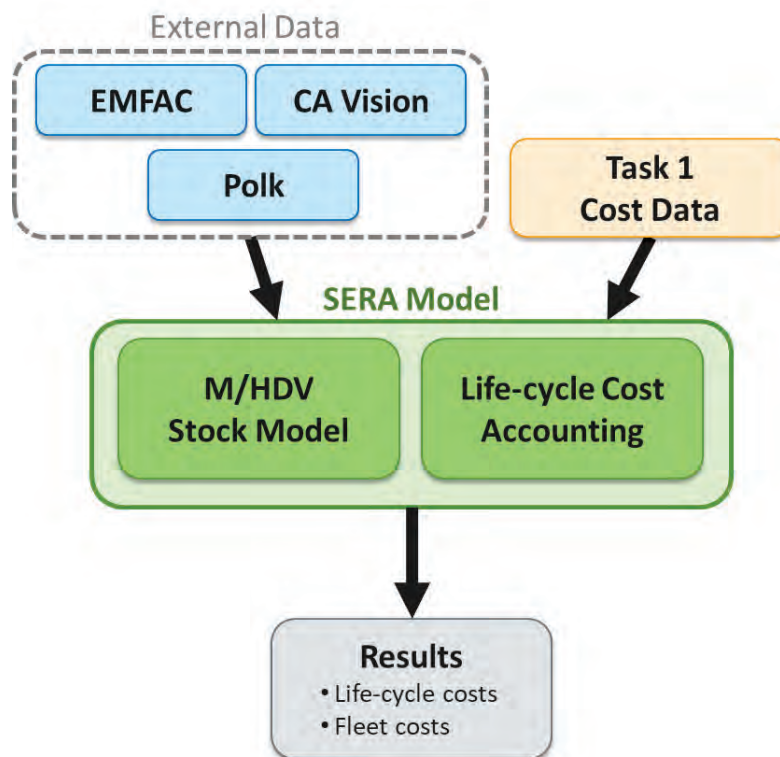 External Data
EMFAC
CA Vision
Polk
Task 1
Cost Data
SERA Model
M/HDV
Stock Model
Life-cycle Cost
Accounting
Results
• Life-cycle costs
• Fleet costs